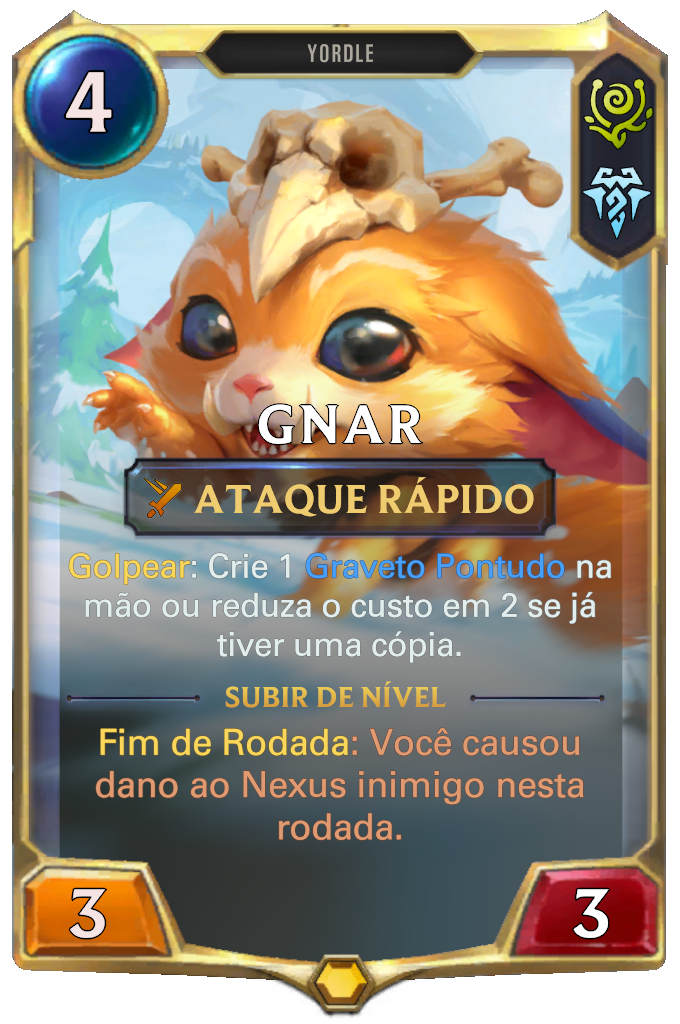 YORDLE
4
GNAR
ATAQUE RÁPIDO
Golpear: Crie 1 Graveto Pontudo na
mão ou reduza o custo em 2 se já
tiver uma cópia.
SUBIR DE NÍVEL
Fim de Rodada: Você causou
dano ao Nexus inimigo nesta
rodada.
3
3